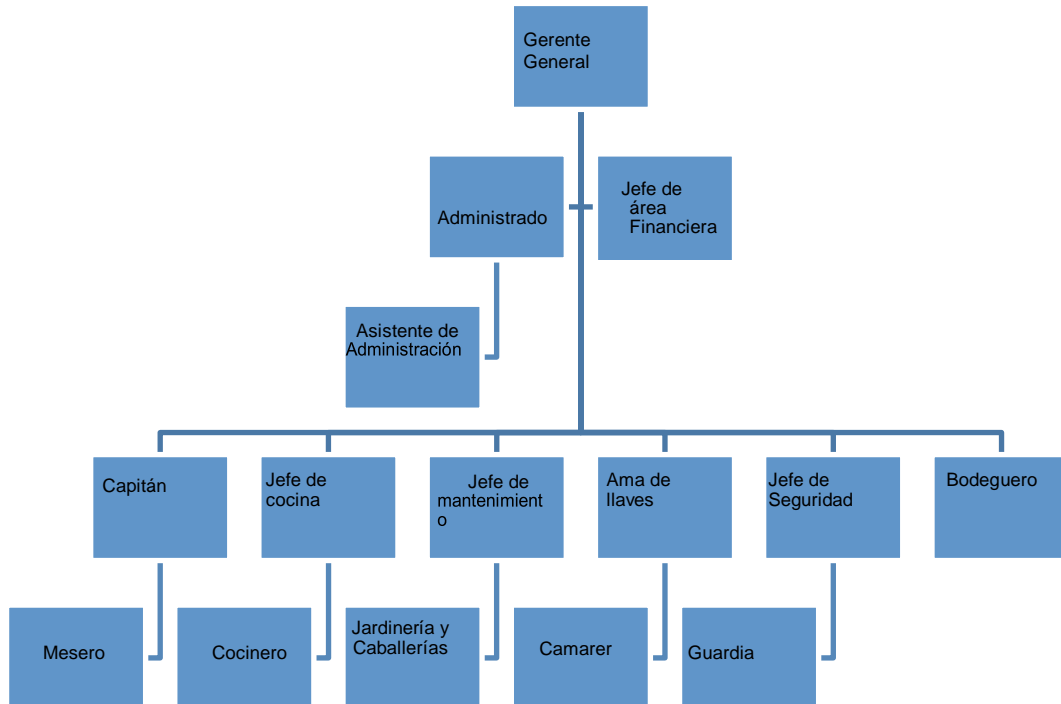 Gerente
General
Administrado
Jefe de
área
Financiera
Asistente de
Administración
Capitán
Jefe de
cocina
Jefe de
mantenimient
o
Ama de
llaves
Jefe de
Seguridad
Bodeguero
Mesero
Cocinero
Jardinería y
Caballerías
Camarer
Guardia